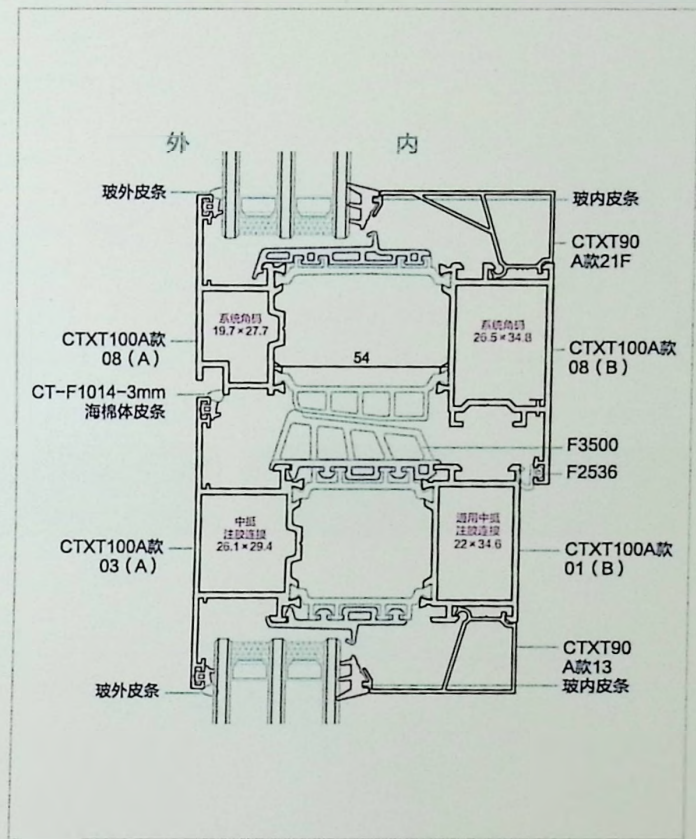 外 内
玻外皮条
玻内皮条
CTXT90
A款21F
系统角码
19.7×27.7
系统角码
26.5×34.8
CTXT100A款
08（A）
54
CTXT100A款
08（B）
CT-F1014-3mm
海棉体皮条
F3500
F2536
中挺
注胶连接
26.1×29.4
通用中挺
注胶连接
22×34.6
CTXT100A款
03（A）
CTXT100A款
01（B）
CTXT90
A款13
玻外皮条
玻内皮条